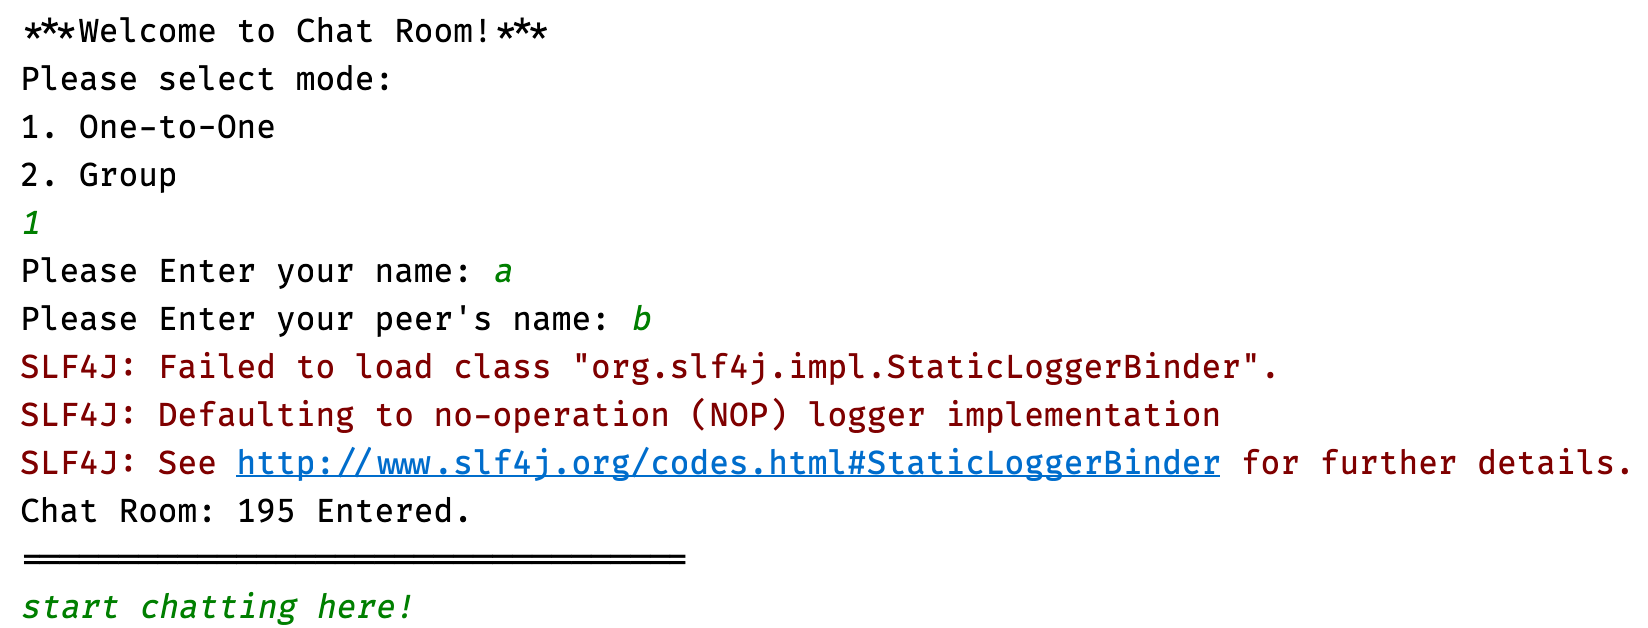 ***Welcome to Chat Room!***
Please select mode:
1. One-to-One
2. Group
1
Please Enter your name: a
Please Enter your peer's name: b
SLF4J: Failed to load class "org.slf4j.impl.StaticLoggerBinder".
SLF4J: Defaulting to no-operation (NOP) logger implementation
SLF4J: See http://www.slf4j.org/codes.html#StaticLoggerBinder for further details.
Chat Room: 195 Entered.
==================================
start chatting here!